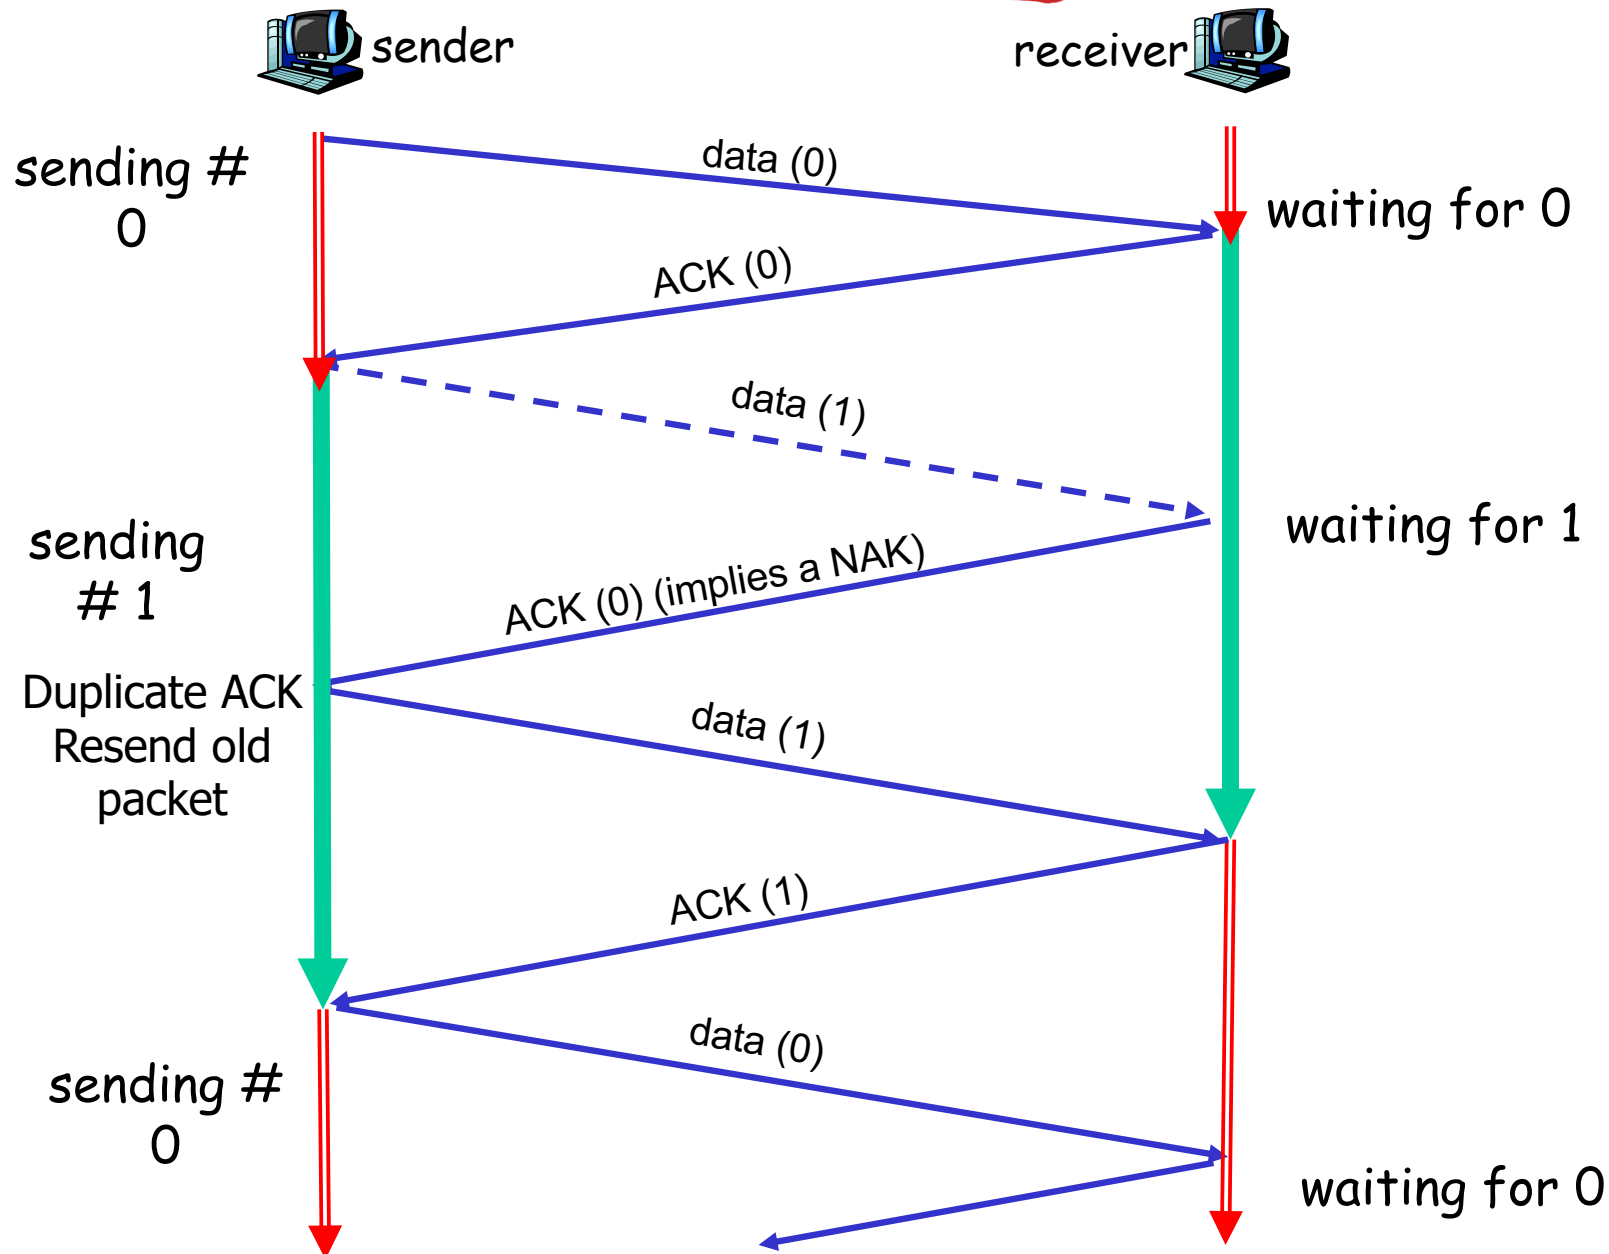 sender
receiver
sending #
0
data (0)
waiting for 0
ACK (0)
data (1)
sending
# 1
waiting for 1
ACK (0) (implies a NAK)
Duplicate ACK
Resend old
packet
data (1)
ACK (1)
data (0)
sending #
0
waiting for 0